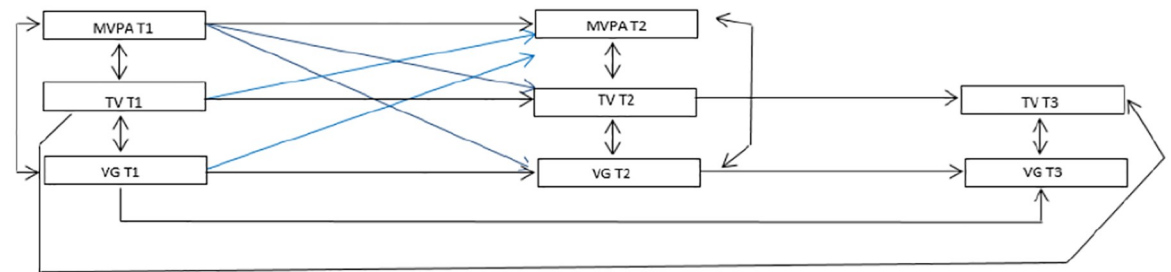 MVPA T1
MVPA T2
TV T1
TV T2
TV T3
VG T1
VG T2
VG T3